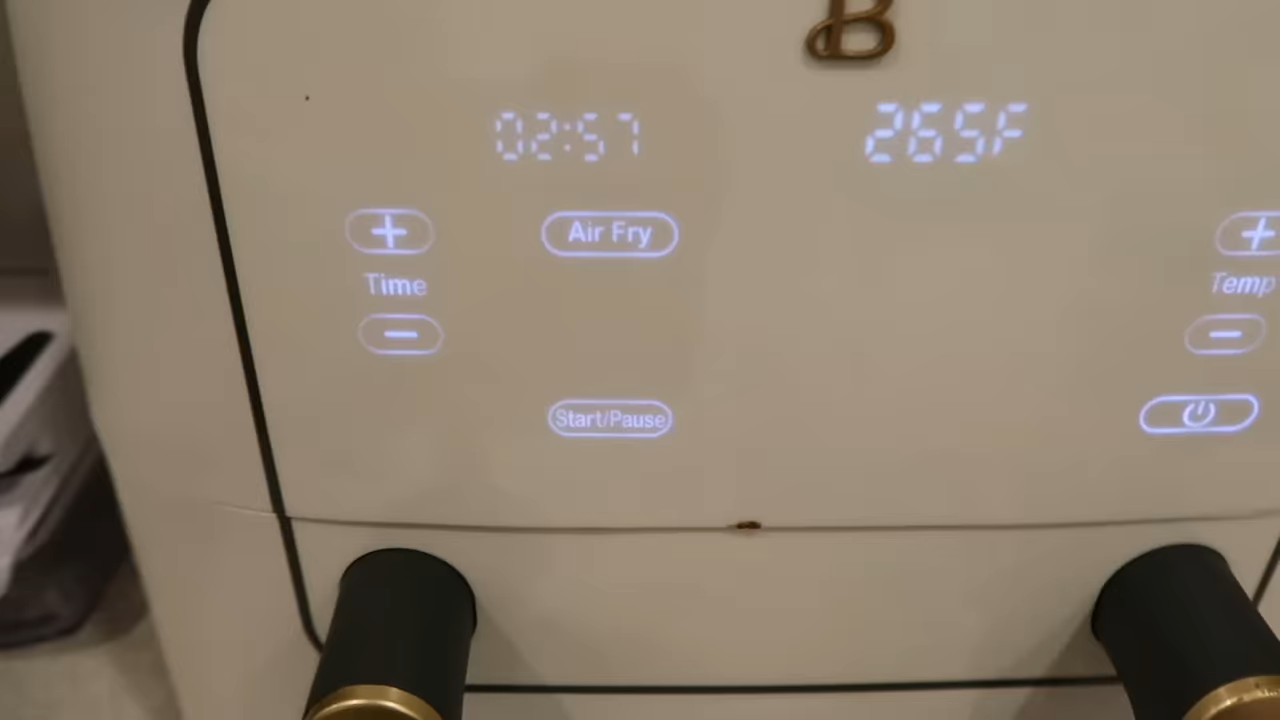 B
02:57 265F
+ Air Fry +
Time Temp
- -
Start/Pause